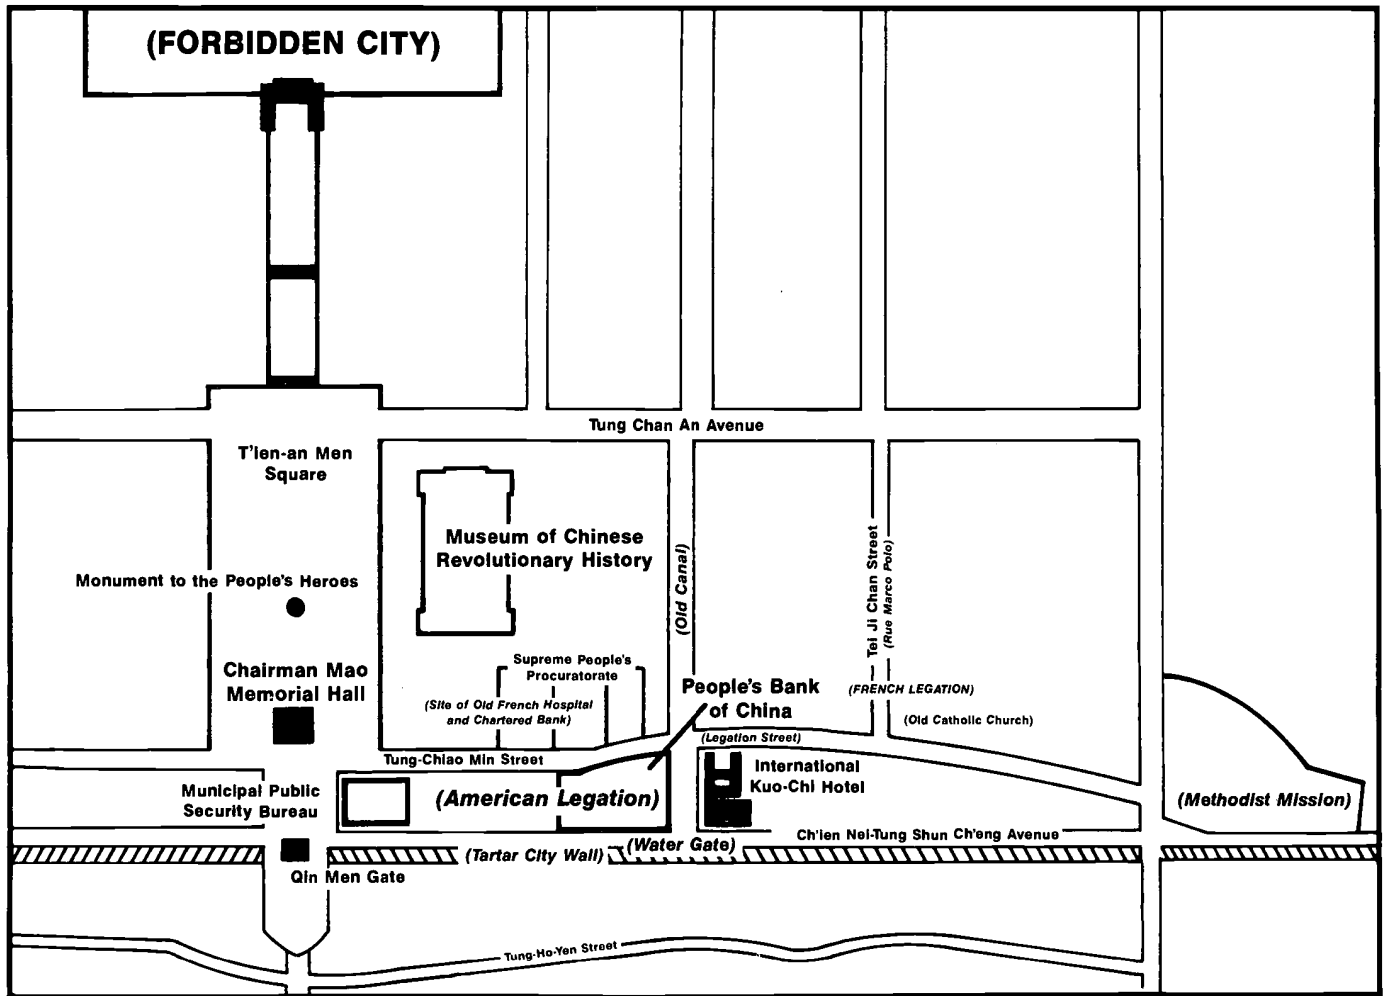 (FORBIDDEN CITY)
Tung Chan An Avenue
T'ien-an Men
Square
Museum of Chinese
Revolutionary History
Monument to the People's Heroes
(Old Canal)
Tei Ji Chan Street
(Rue Marco Polo)
Supreme People's
Procuratorate
Chairman Mao
Memorial Hall
(Site of Old French Hospital
and Chartered Bank)
People's Bank
of China
(FRENCH LEGATION)
(Old Catholic Church)
(Legation Street)
Tung-Chiao Min Street
International
Kuo-Chi Hotel
Municipal Public
Security Bureau
(American Legation)
(Methodist Mission)
Ch'ien Nei-Tung Shun Ch'eng Avenue
(Water Gate)
(Tartar City Wall)
Qin Men Gate
Tung-Ho-Yen Street